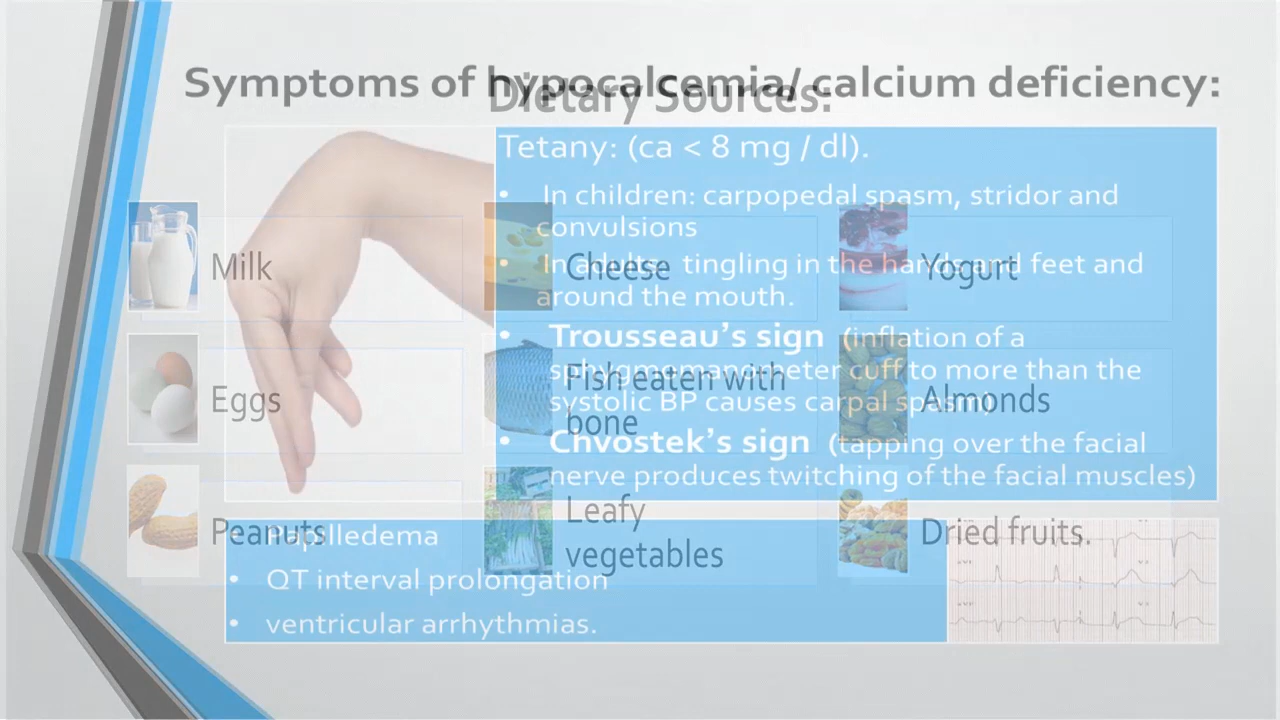 Symptoms of hypocalcemia/ calcium deficiency:
Dietary Sources:
Tetany: (ca < 8 mg / dl).
• In children: carpopedal spasm, stridor and
convulsions
• In adults tingling in the hands and feet and
around the mouth.
• Trousseau’s sign (inflation of a
sphygmomanometer cuff to more than the
systolic BP causes carpal spasm)
• Chvostek’s sign (tapping over the facial
nerve produces twitching of the facial muscles)
• Papilledema
• QT interval prolongation
• ventricular arrhythmias.
Milk
Cheese
Yogurt
Eggs
Fish eaten with
bone
Almonds
Peanuts
Leafy
vegetables
Dried fruits.